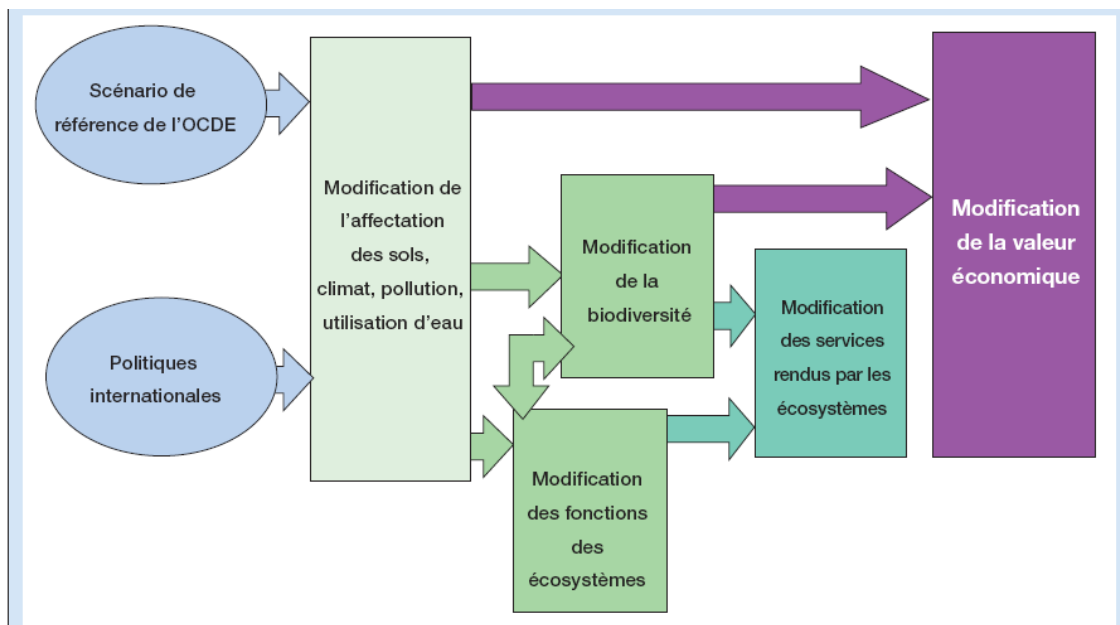 Scénario de
référence de l'OCDE
Politiques
internationales
Modification de
l'affectation
des sols,
climat, pollution,
utilisation d'eau
Modification
de la
biodiversité
Modification
des fonctions
des
écosystèmes
Modification
des services
rendus par les
écosystèmes
Modification
de la valeur
économique